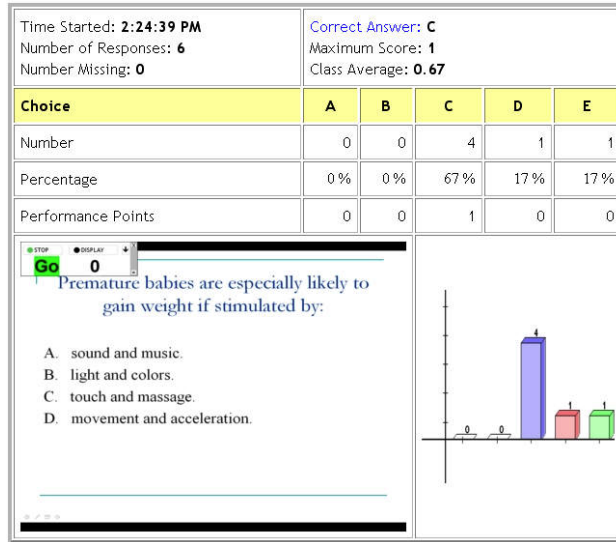 Time Started: 2:24:39 PM
Number of Responses: 6
Number Missing: 0
Correct Answer: C
Maximum Score: 1
Class Average: 0.67
Choice A B C D E
Number 0 0 4 1 1
Percentage 0% 0% 67% 17% 17%
Performance Points 0 0 1 0 0
STOP DISPLAY
Go 0
Premature babies are especially likely to
gain weight if stimulated by:
A. sound and music.
B. light and colors.
C. touch and massage.
D. movement and acceleration.
0 0 4 1 1